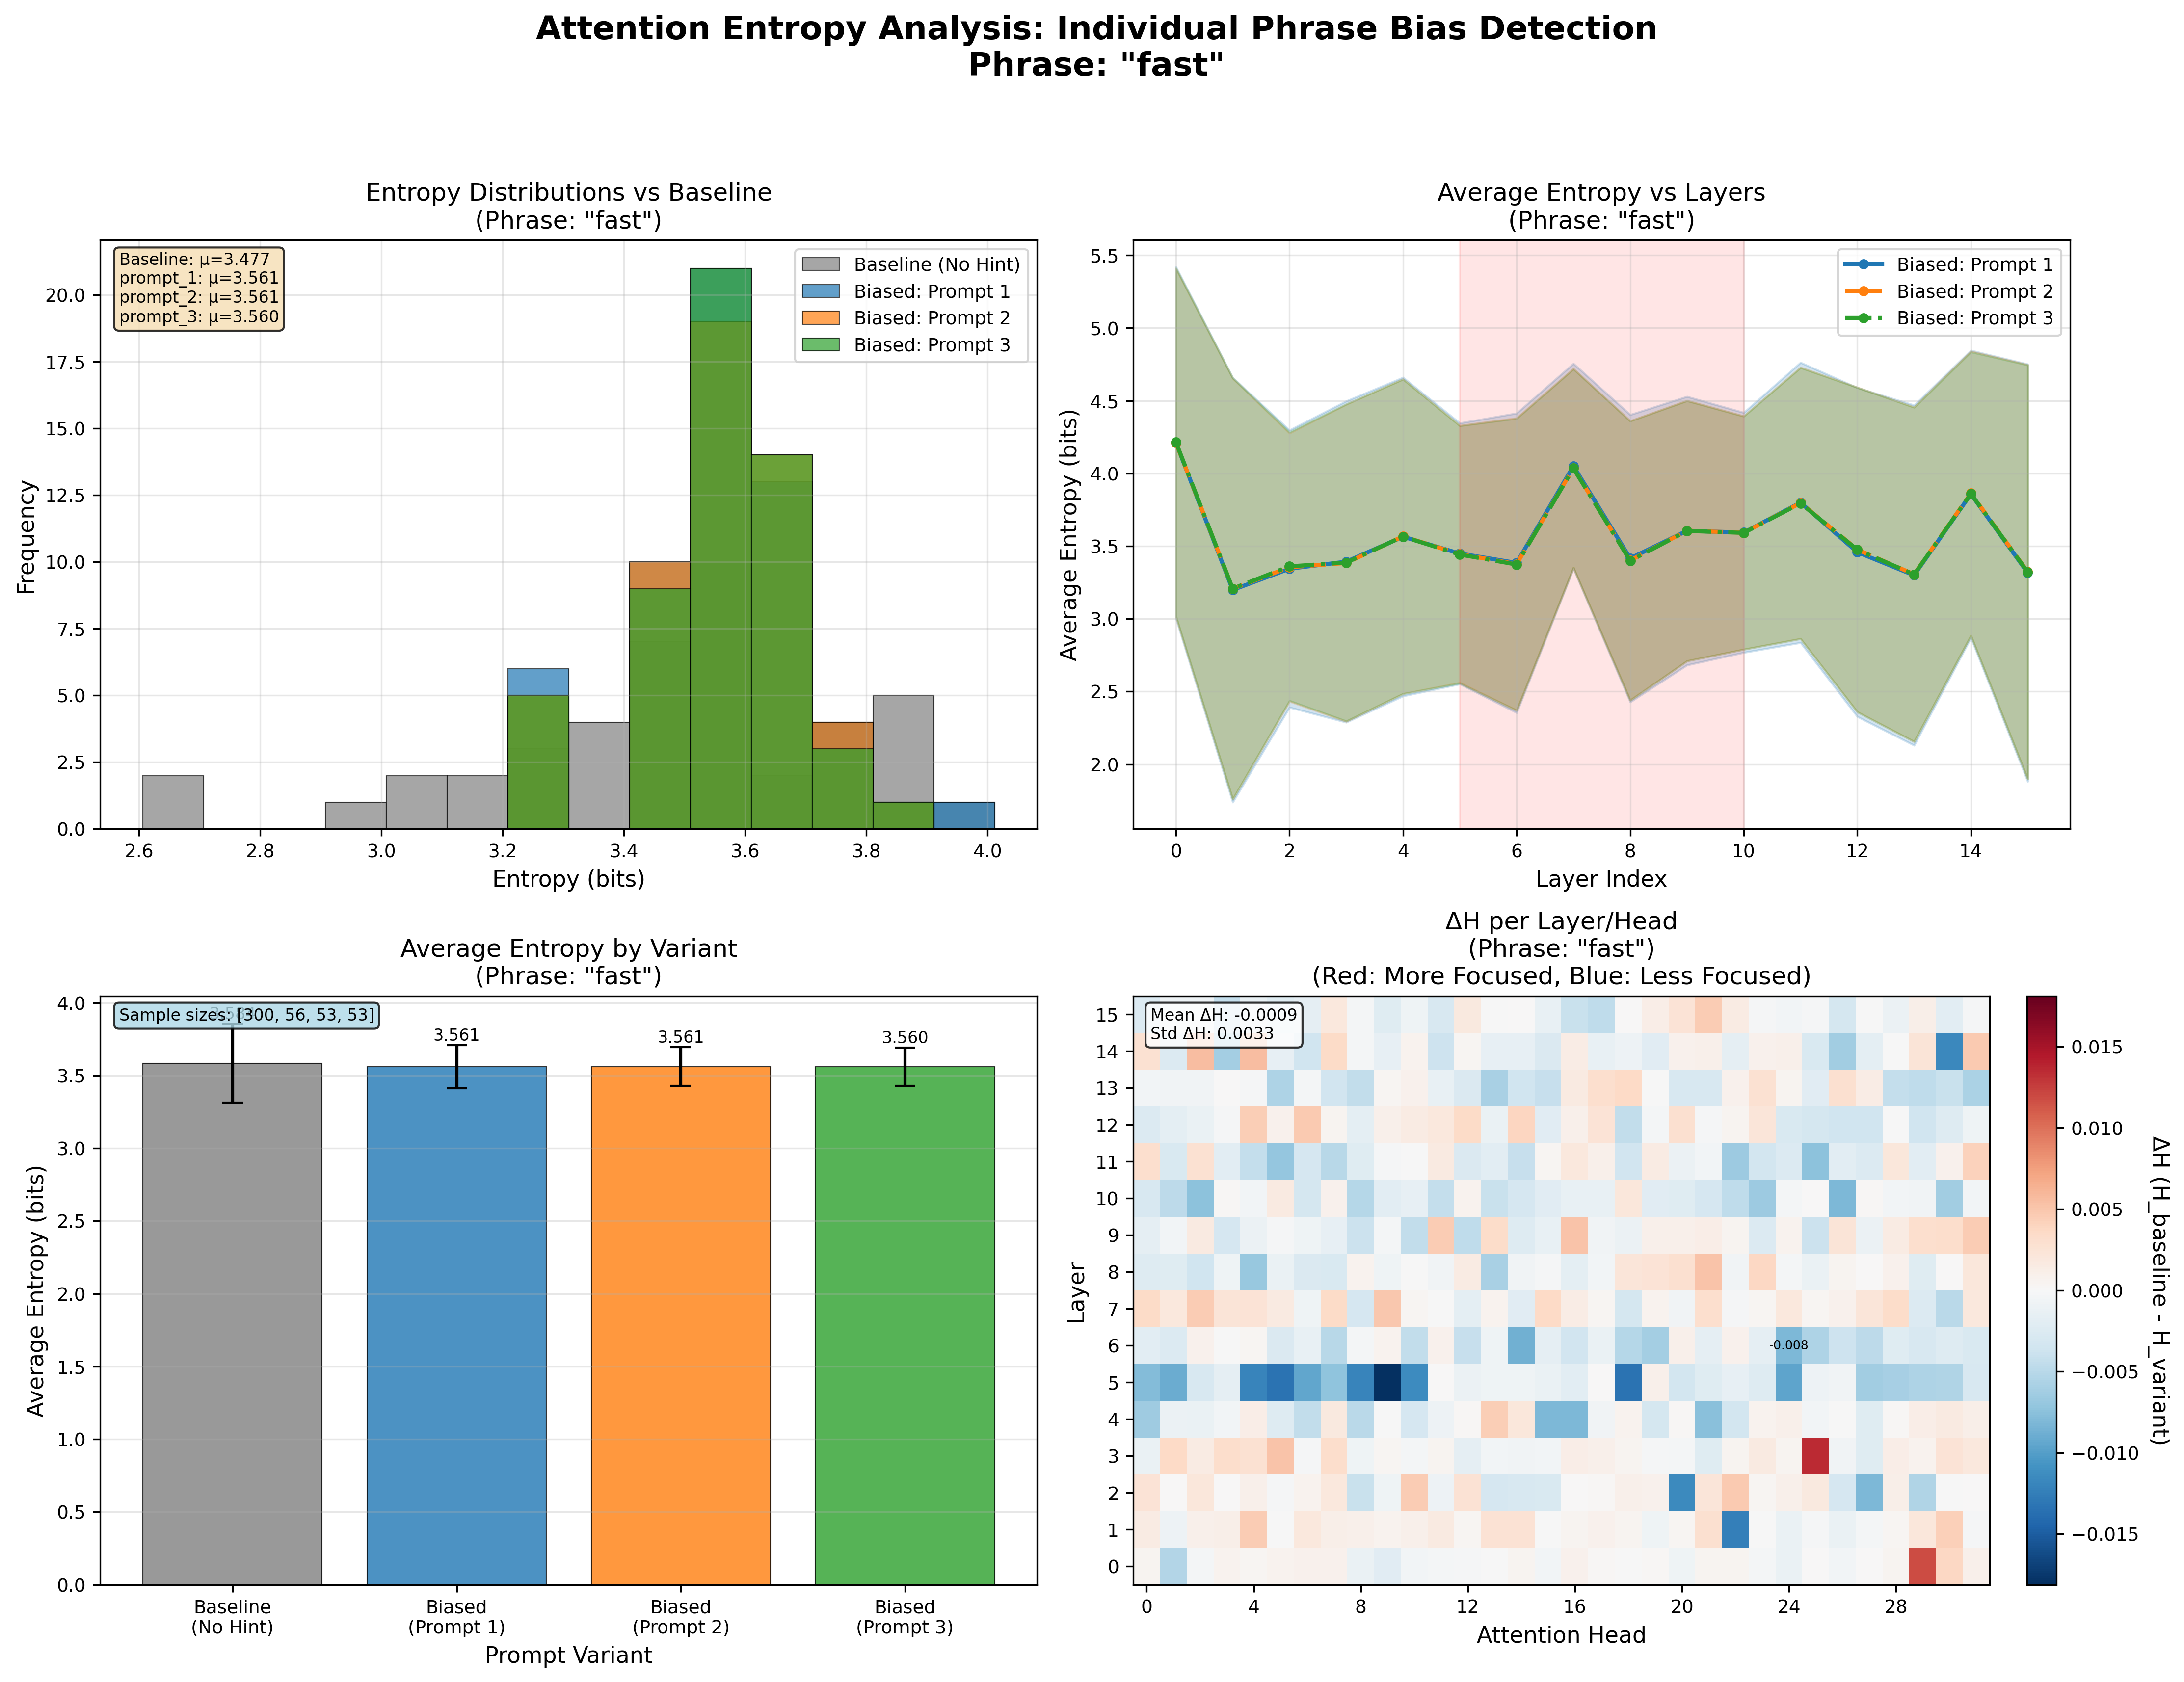 Attention Entropy Analysis: Individual Phrase Bias Detection
Phrase: "fast"
Entropy Distributions vs Baseline
(Phrase: "fast")
Baseline: μ=3.477
prompt_1: μ=3.561
prompt_2: μ=3.561
prompt_3: μ=3.560
Baseline (No Hint)
Biased: Prompt 1
Biased: Prompt 2
Biased: Prompt 3
Frequency
20.0
17.5
15.0
12.5
10.0
7.5
5.0
2.5
0.0
2.6 2.8 3.0 3.2 3.4 3.6 3.8 4.0
Entropy (bits)
Average Entropy vs Layers
(Phrase: "fast")
Biased: Prompt 1
Biased: Prompt 2
Biased: Prompt 3
Average Entropy (bits)
5.5
5.0
4.5
4.0
3.5
3.0
2.5
2.0
0 2 4 6 8 10 12 14
Layer Index
Average Entropy by Variant
(Phrase: "fast")
Sample sizes: [300, 56, 53, 53]
3.561
3.561
3.560
Average Entropy (bits)
4.0
3.5
3.0
2.5
2.0
1.5
1.0
0.5
0.0
Baseline
(No Hint)
Biased
(Prompt 1)
Biased
(Prompt 2)
Biased
(Prompt 3)
Prompt Variant
ΔH per Layer/Head
(Phrase: "fast")
(Red: More Focused, Blue: Less Focused)
Mean ΔH: -0.0009
Std ΔH: 0.0033
Layer
15
14
13
12
11
10
9
8
7
6
5
4
3
2
1
0
-0.008
0 4 8 12 16 20 24 28
Attention Head
0.015
0.010
0.005
0.000
−0.005
−0.010
−0.015
ΔH (H_baseline - H_variant)